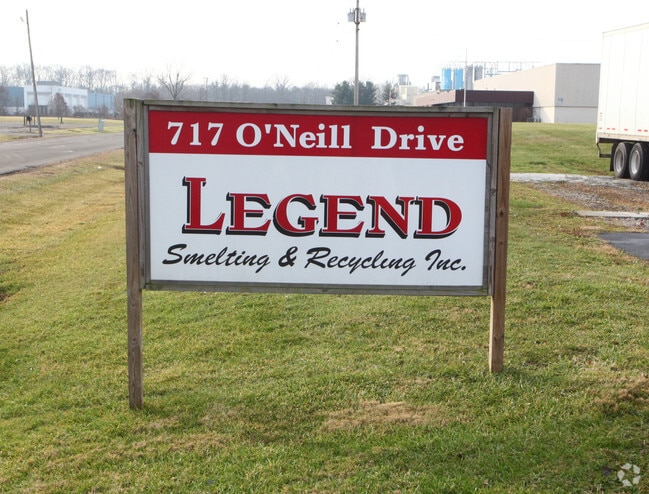 717 O'Neill Drive
LEGEND
Smelting & Recycling Inc.